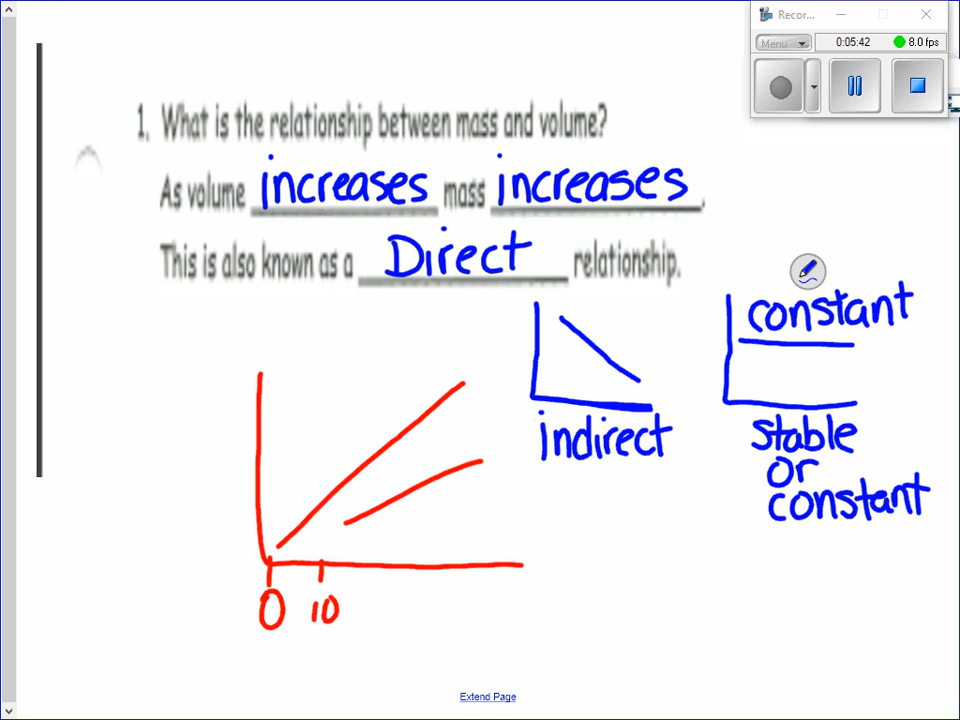 Recor...
Menu
0:05:42
8.0 fps
1. What is the relationship between mass and volume?
As volume increases mass increases.
This is also known as a Direct relationship.
constant
indirect
stable
or
constant
0 10
Extend Page